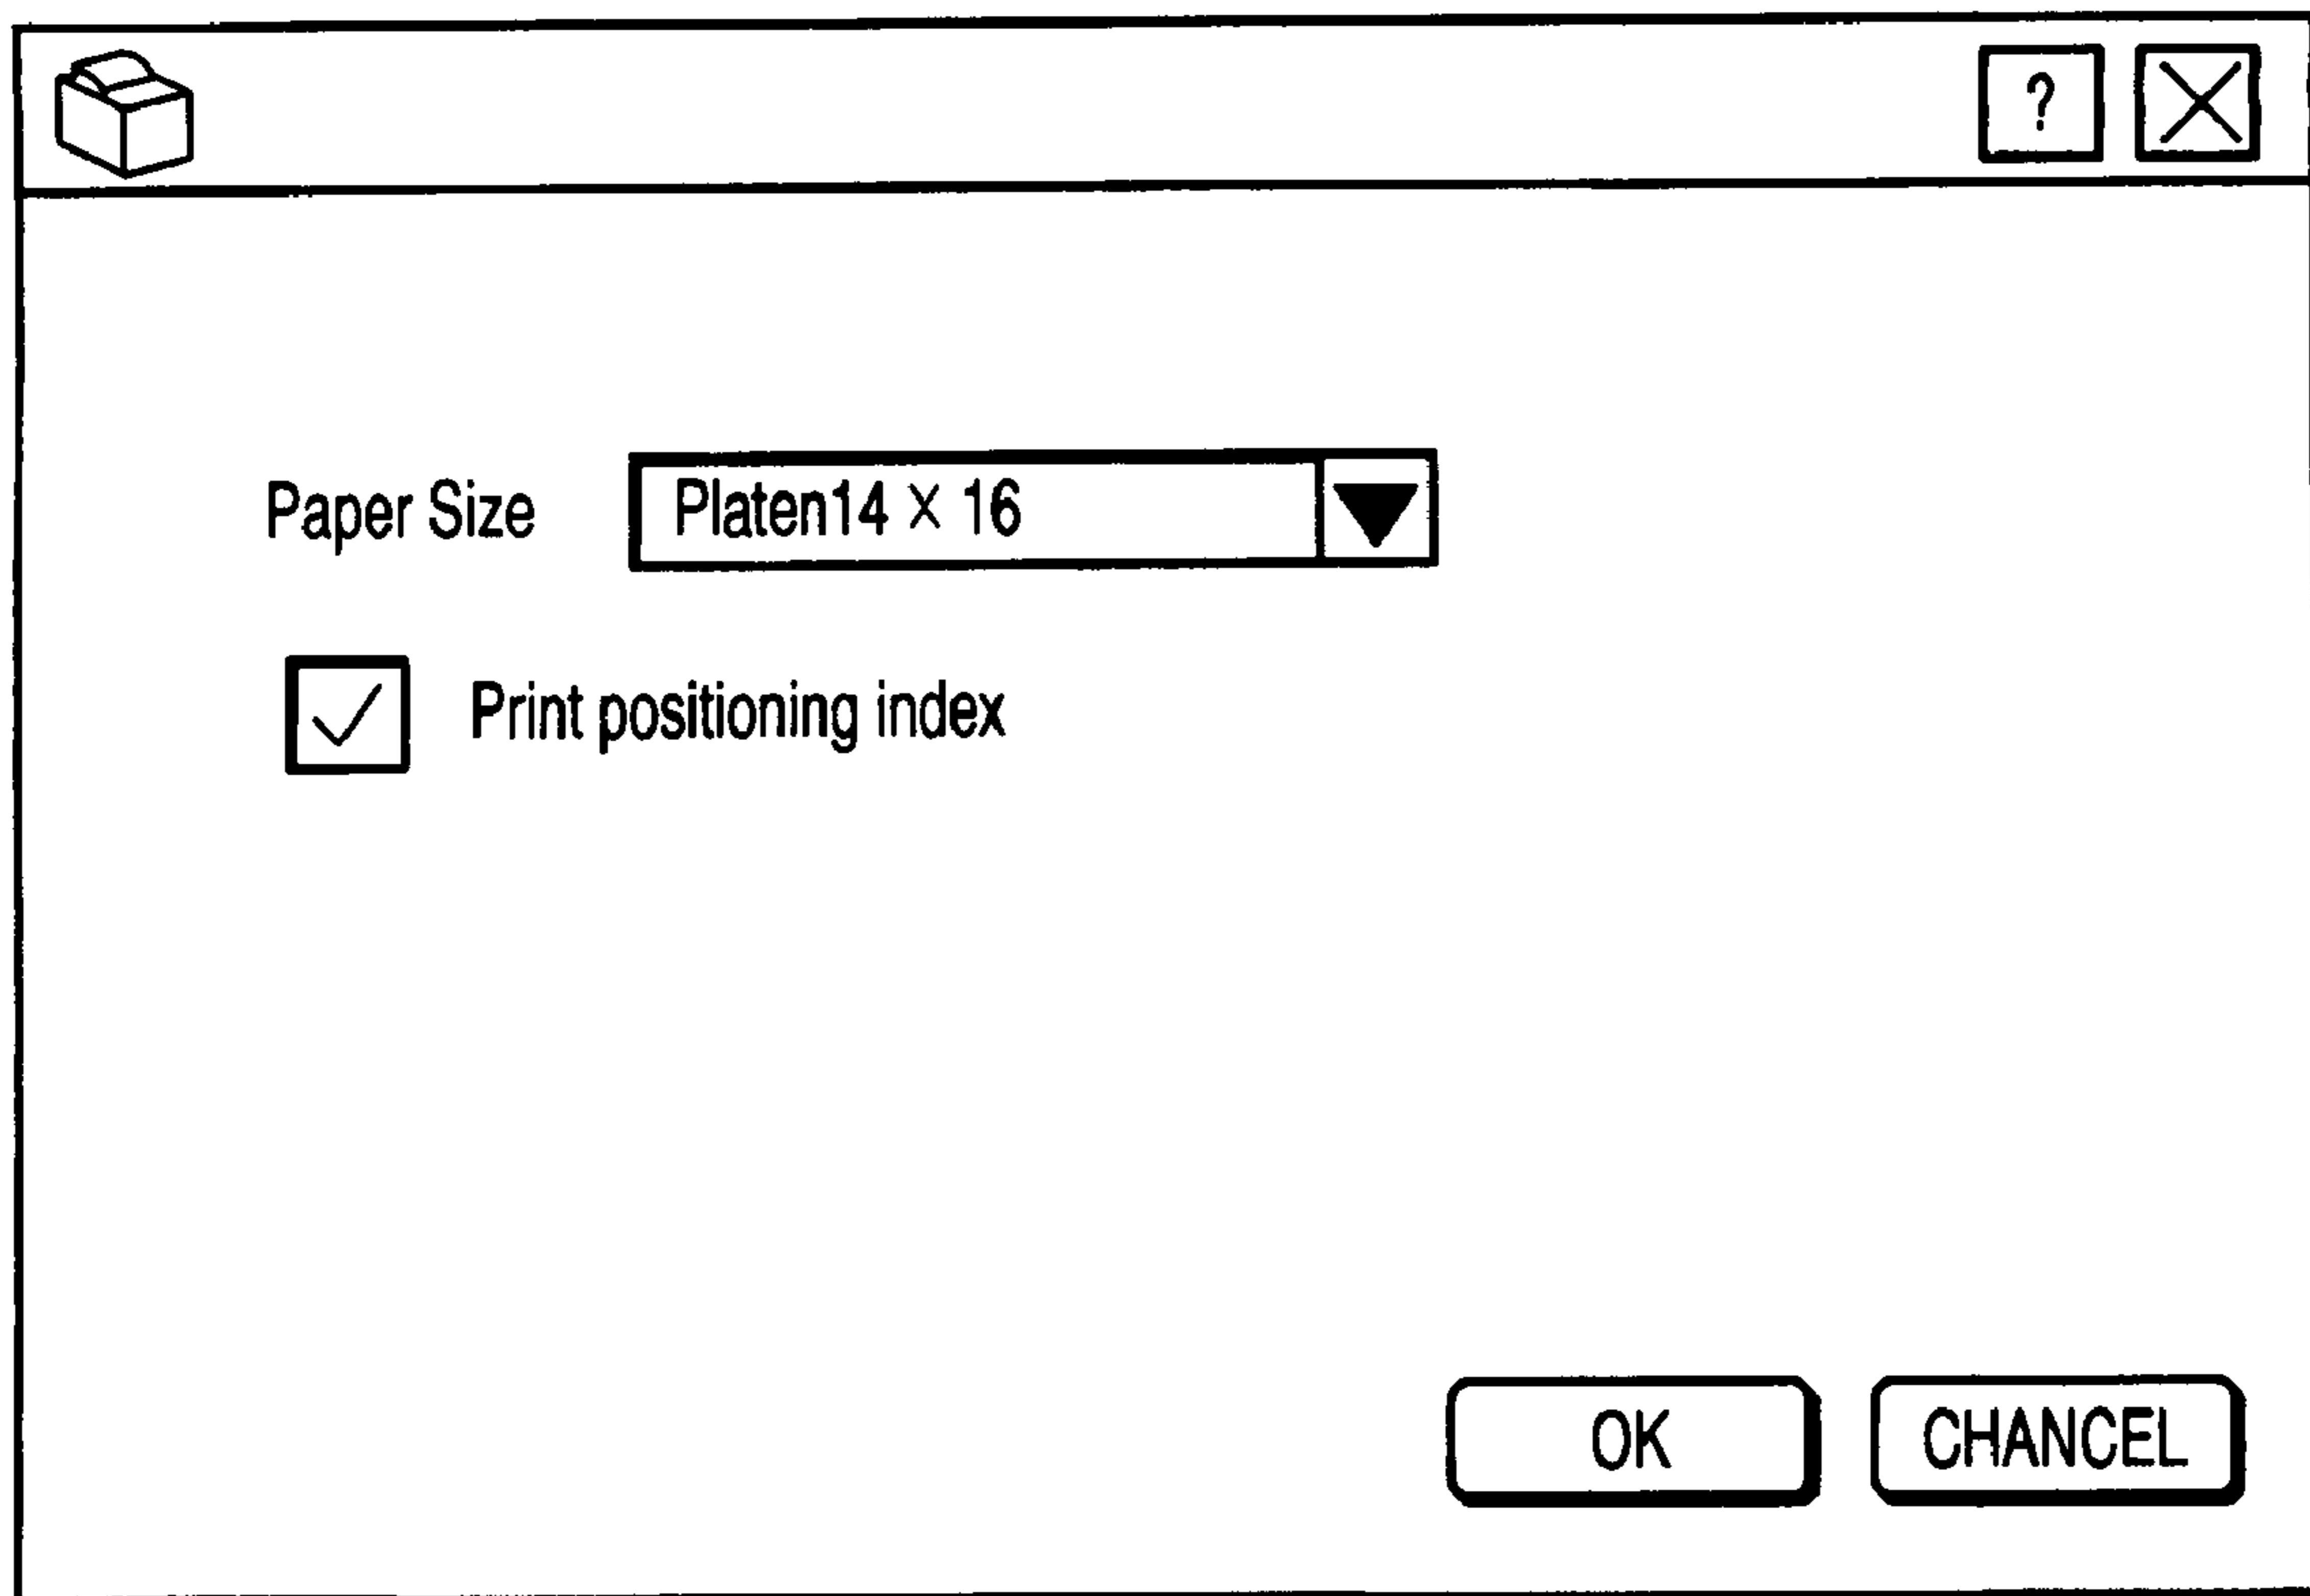 ?
Paper Size Platen14 × 16
Print positioning index
OK CHANCEL